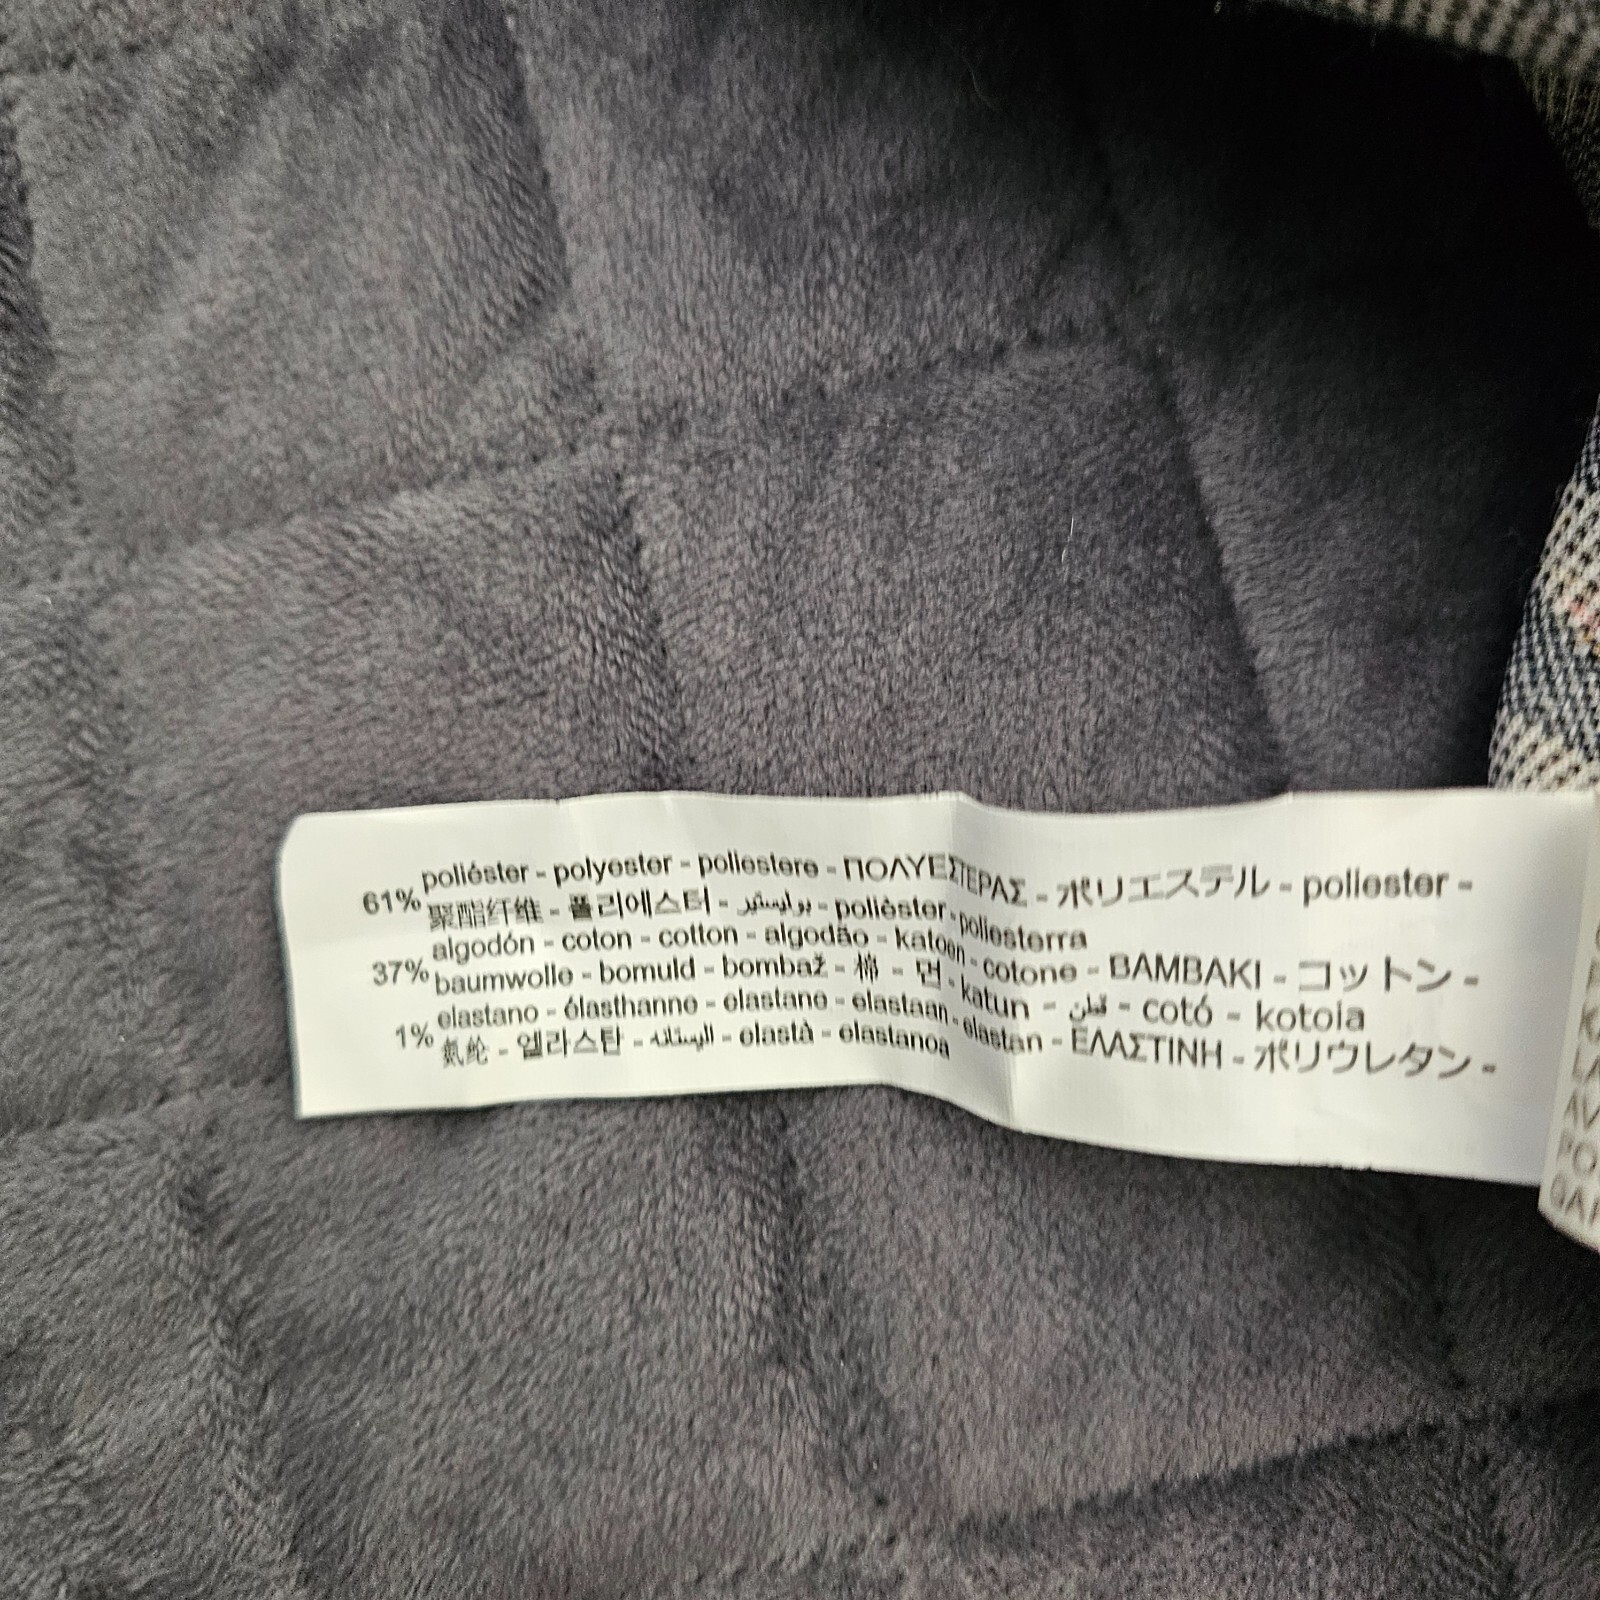 poliéster - polyester - poliestere - ΠΟΛΥΕΣΤΕΡΑΣ - ポリエステル - poliester -
61% 聚酯纤维 - 폴리에스터 - بوليستير - polièster - poliesterra
algodón - coton - cotton - algodão - katoen - cotone - BAMBAKI - コットン -
37% baumwolle - bomuld - bombaž - 棉 - 면 - katun - قطن - cotó - kotoia
elastano - élasthanne - elastane - elastaan - elastan - ΕΛΑΣΤΙΝΗ - ポリウレタン -
1% 氨纶 - 엘라스탄 - الیستانه - elastà - elastanoa